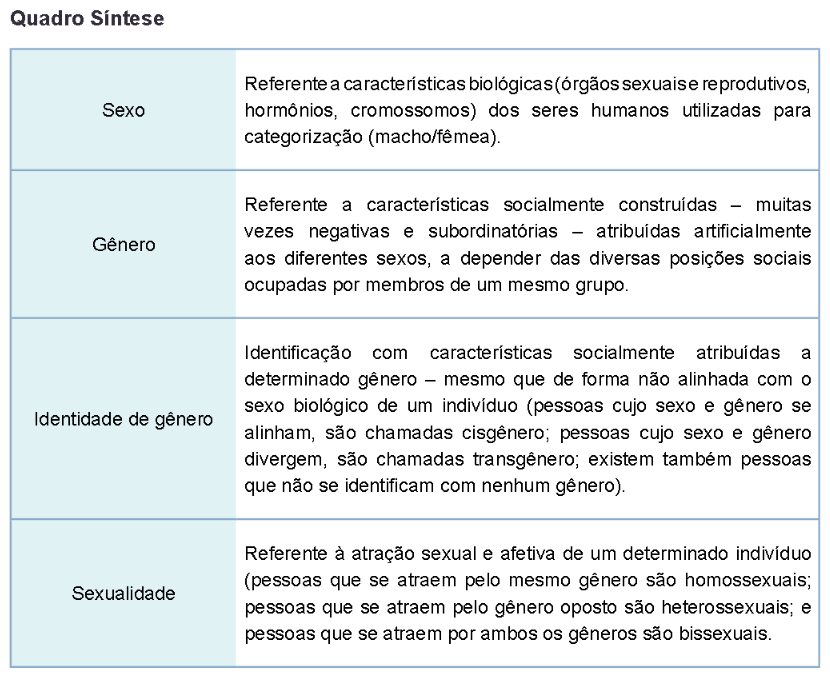 Quadro Síntese
Sexo
Referente a características biológicas (órgãos sexuais e reprodutivos,
hormônios, cromossomos) dos seres humanos utilizadas para
categorização (macho/fêmea).
Gênero
Referente a características socialmente construídas – muitas
vezes negativas e subordinatórias – atribuídas artificialmente
aos diferentes sexos, a depender das diversas posições sociais
ocupadas por membros de um mesmo grupo.
Identidade de gênero
Identificação com características socialmente atribuídas a
determinado gênero – mesmo que de forma não alinhada com o
sexo biológico de um indivíduo (pessoas cujo sexo e gênero se
alinham, são chamadas cisgênero; pessoas cujo sexo e gênero
divergem, são chamadas transgênero; existem também pessoas
que não se identificam com nenhum gênero).
Sexualidade
Referente à atração sexual e afetiva de um determinado indivíduo
(pessoas que se atraem pelo mesmo gênero são homossexuais;
pessoas que se atraem pelo gênero oposto são heterossexuais; e
pessoas que se atraem por ambos os gêneros são bissexuais.